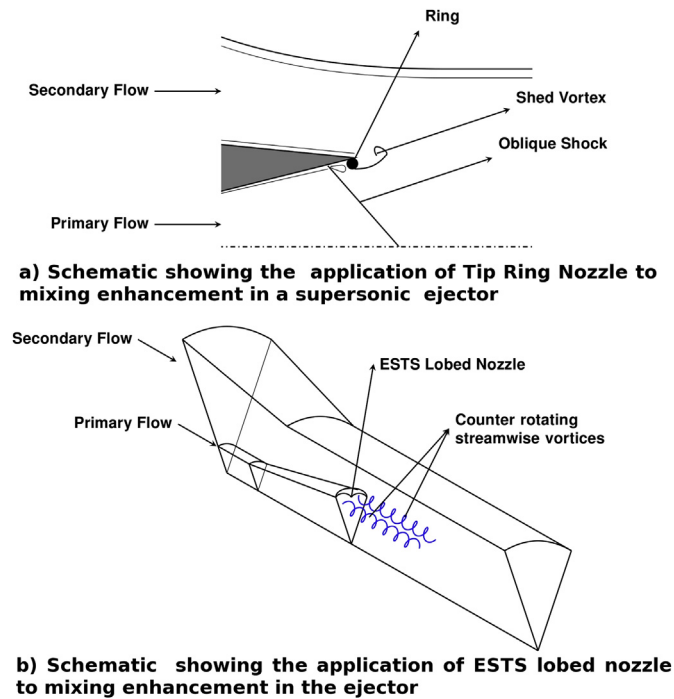 Ring
Secondary Flow
Shed Vortex
Oblique Shock
Primary Flow
a) Schematic showing the application of Tip Ring Nozzle to
mixing enhancement in a supersonic ejector
Secondary Flow
ESTS Lobed Nozzle
Primary Flow
Counter rotating
streamwise vortices
b) Schematic showing the application of ESTS lobed nozzle
to mixing enhancement in the ejector